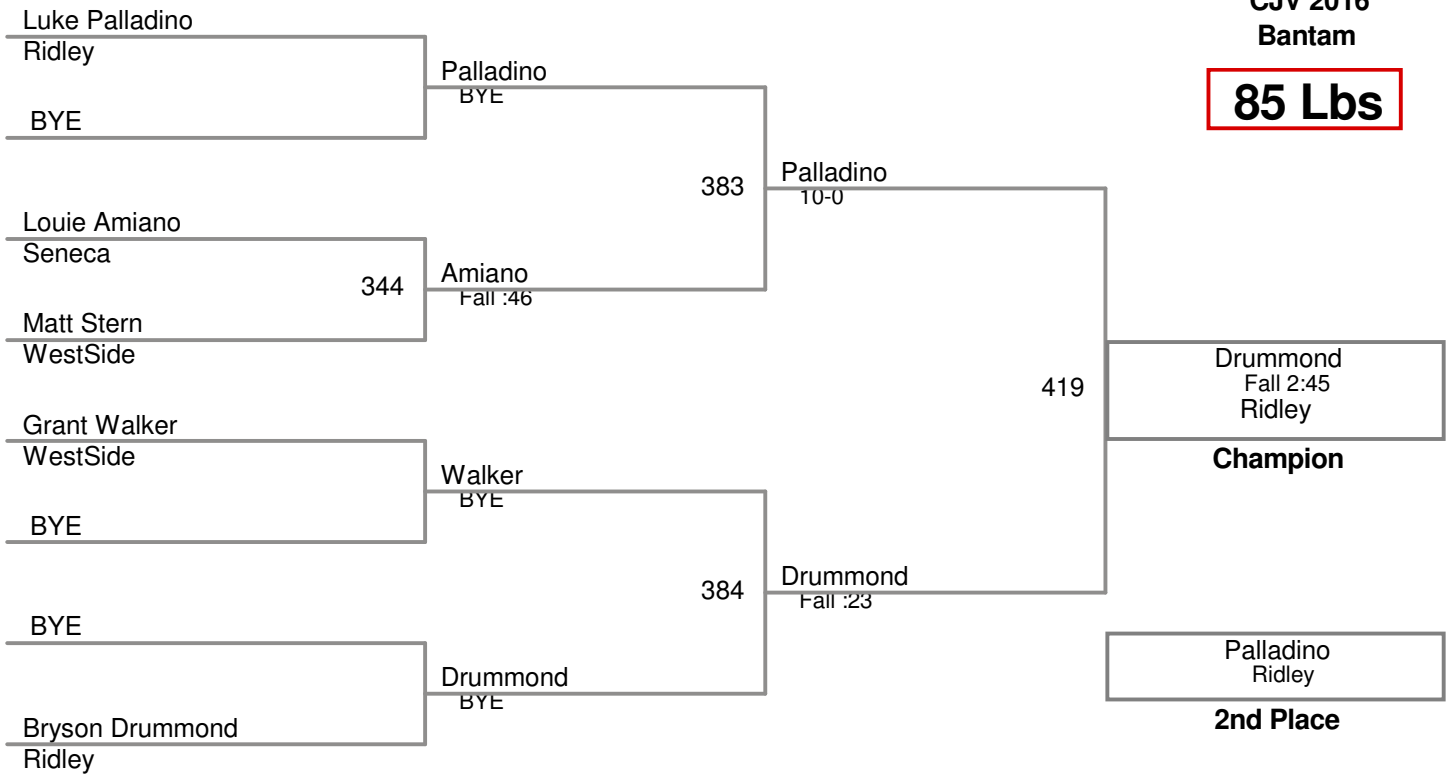 CJV 2016
Bantam
85 Lbs
Luke Palladino
Ridley
BYE
Louie Amiano
Seneca
344
Matt Stern
WestSide
Grant Walker
WestSide
BYE
BYE
Bryson Drummond
Ridley
Palladino
BYE
383
Amiano
Fall :46
Walker
BYE
384
Drummond
BYE
Palladino
10-0
419
Drummond
Fall :23
Drummond
Fall 2:45
Ridley
Champion
Palladino
Ridley
2nd Place